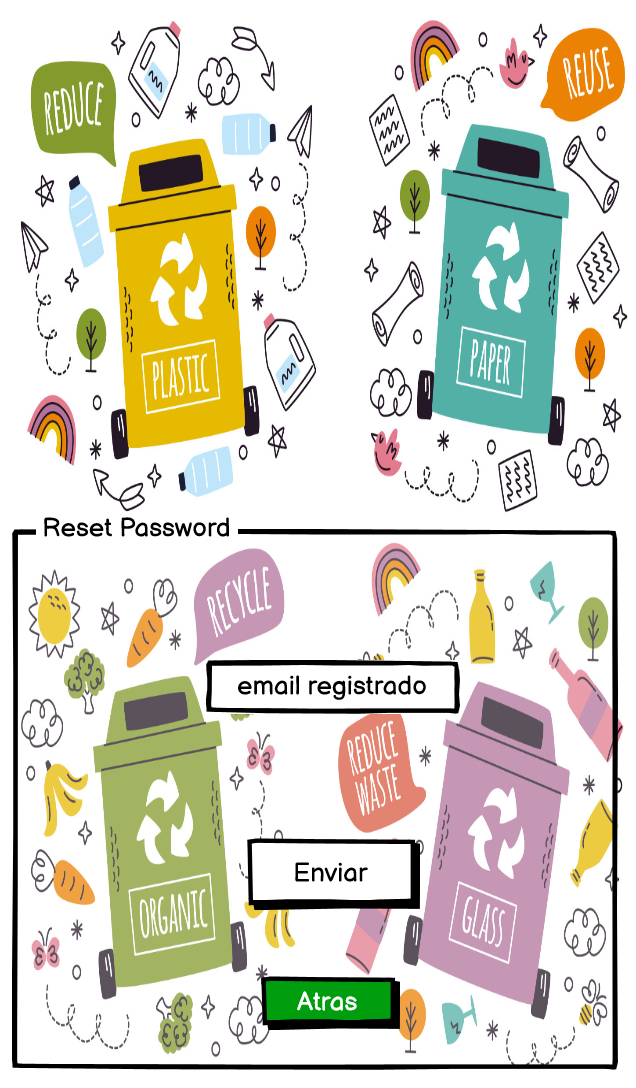 REDUCE
REUSE
PLASTIC
PAPER
Reset Password
RECYCLE
email registrado
REDUCE
WASTE
Enviar
ORGANIC
GLASS
Atras